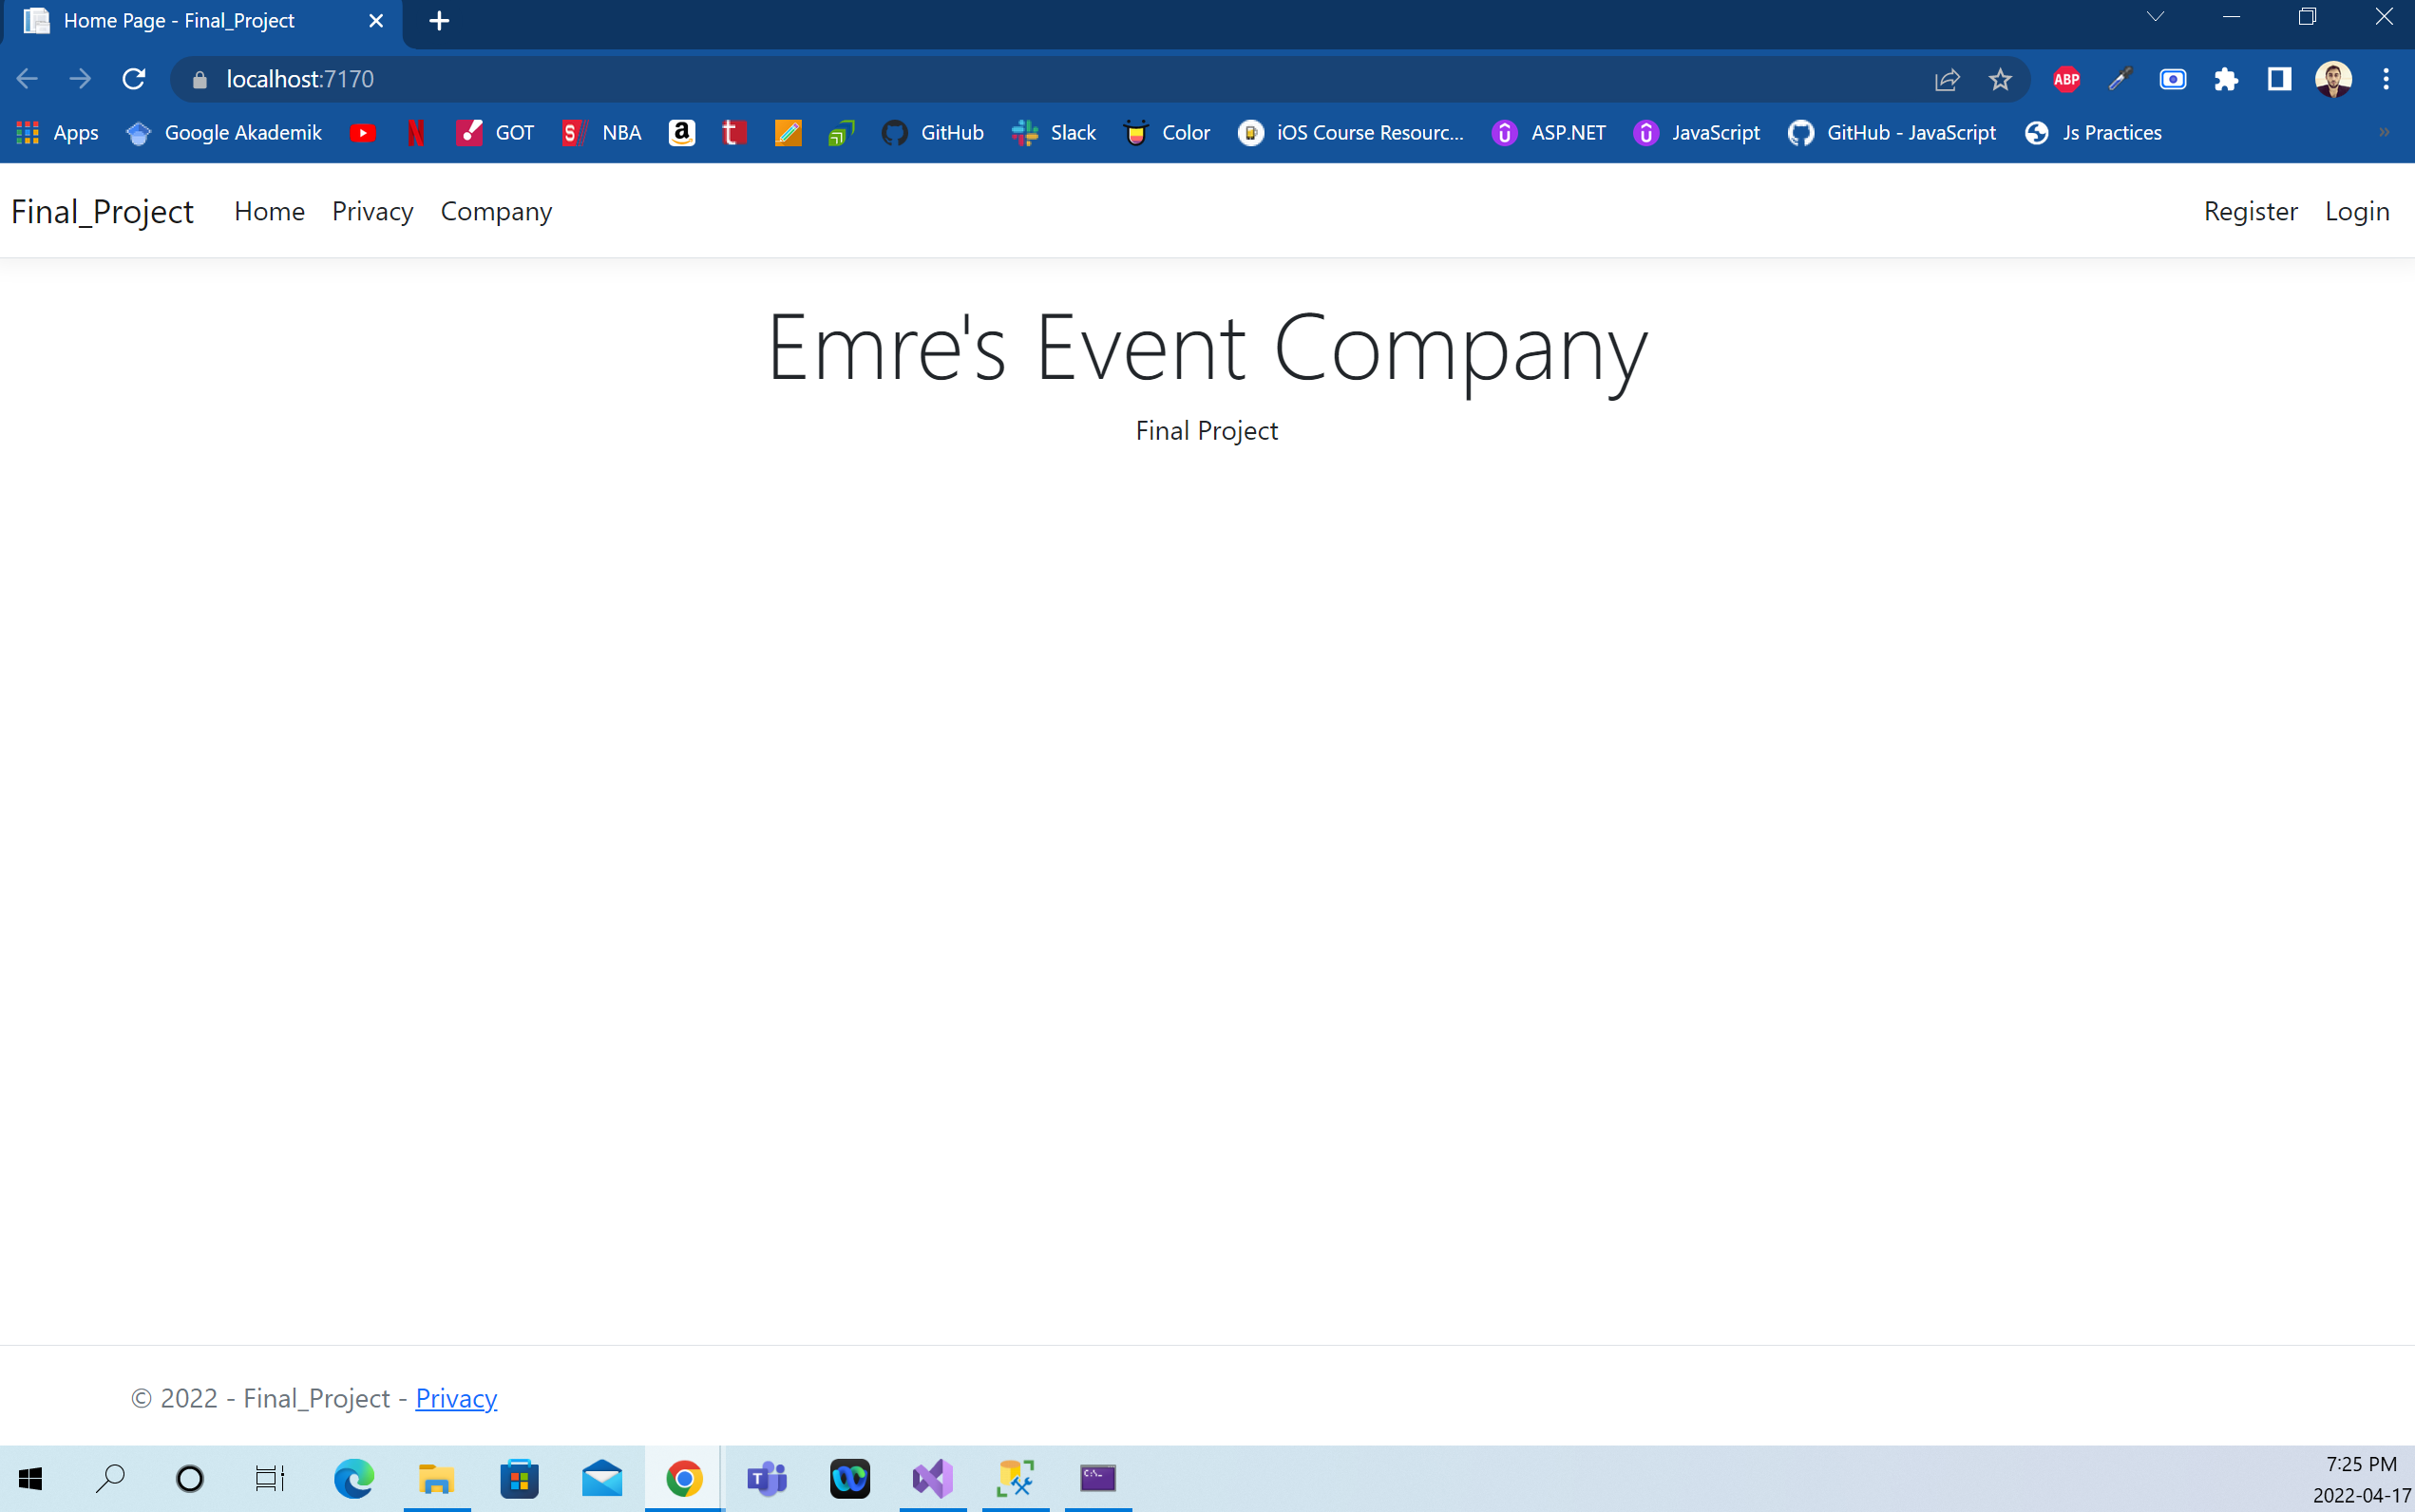 Home Page - Final_Project
localhost:7170
ABP
Apps Google Akademik GOT NBA GitHub Slack Color iOS Course Resourc... ASP.NET JavaScript GitHub - JavaScript Js Practices »
Final_Project Home Privacy Company Register Login
Emre's Event Company
Final Project
© 2022 - Final_Project - Privacy
7:25 PM
2022-04-17